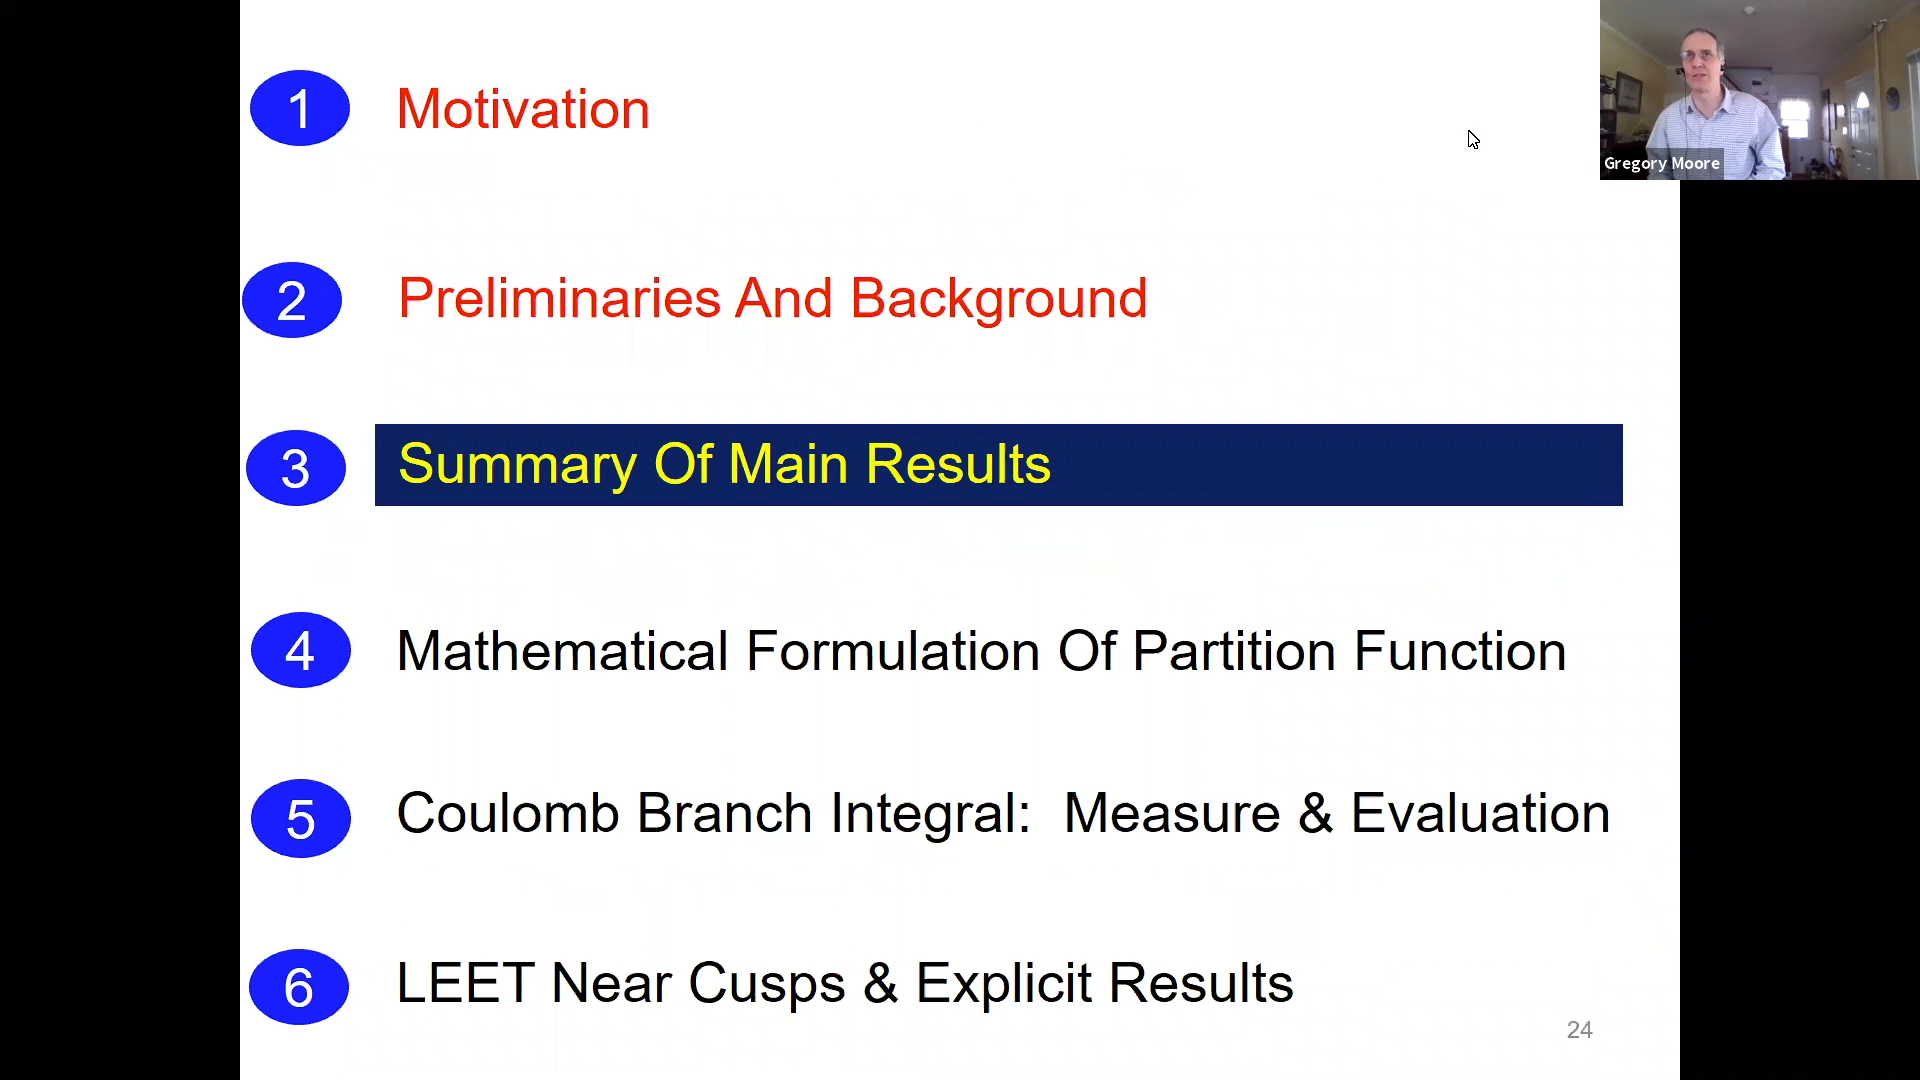 1 Motivation
Gregory Moore
2 Preliminaries And Background
3 Summary Of Main Results
4 Mathematical Formulation Of Partition Function
5 Coulomb Branch Integral: Measure & Evaluation
6 LEET Near Cusps & Explicit Results
24